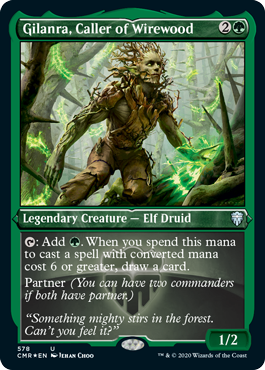 Gilanra, Caller of Wirewood 2
Legendary Creature — Elf Druid
: Add . When you spend this mana
to cast a spell with converted mana
cost 6 or greater, draw a card.
Partner (You can have two commanders
if both have partner.)
"Something mighty stirs in the forest.
Can't you feel it?"
1/2
578 U
CMR EN JEHAN CHOO
™ & © 2020 Wizards of the Coast